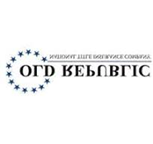 NATIONAL TITLE INSURANCE COMPANY
OLD REPUBLIC